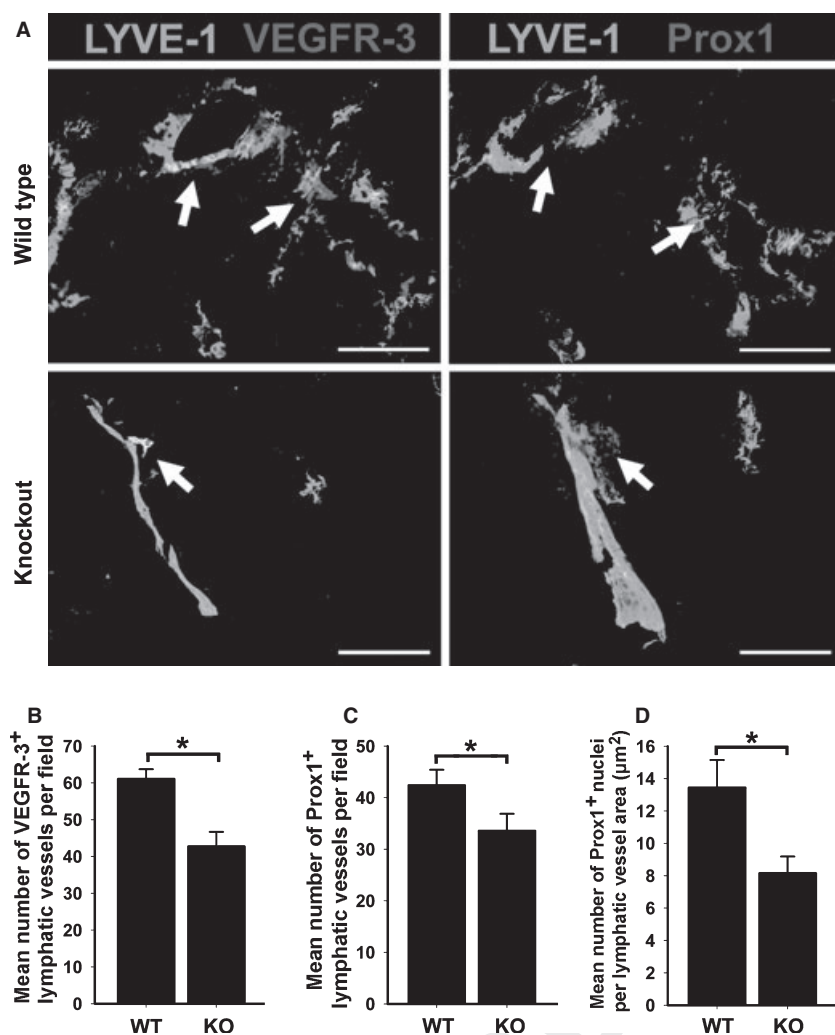 A
LYVE-1 VEGFR-3
LYVE-1 Prox1
Wild type
Knockout
B
Mean number of VEGFR-3+
lymphatic vessels per field
70
60
50
40
30
20
10
0
*
WT KO
C
Mean number of Prox1+
lymphatic vessels per field
50
40
30
20
10
0
*
WT KO
D
Mean number of Prox1+ nuclei
per lymphatic vessel area (µm²)
16
14
12
10
8
6
4
2
0
*
WT KO